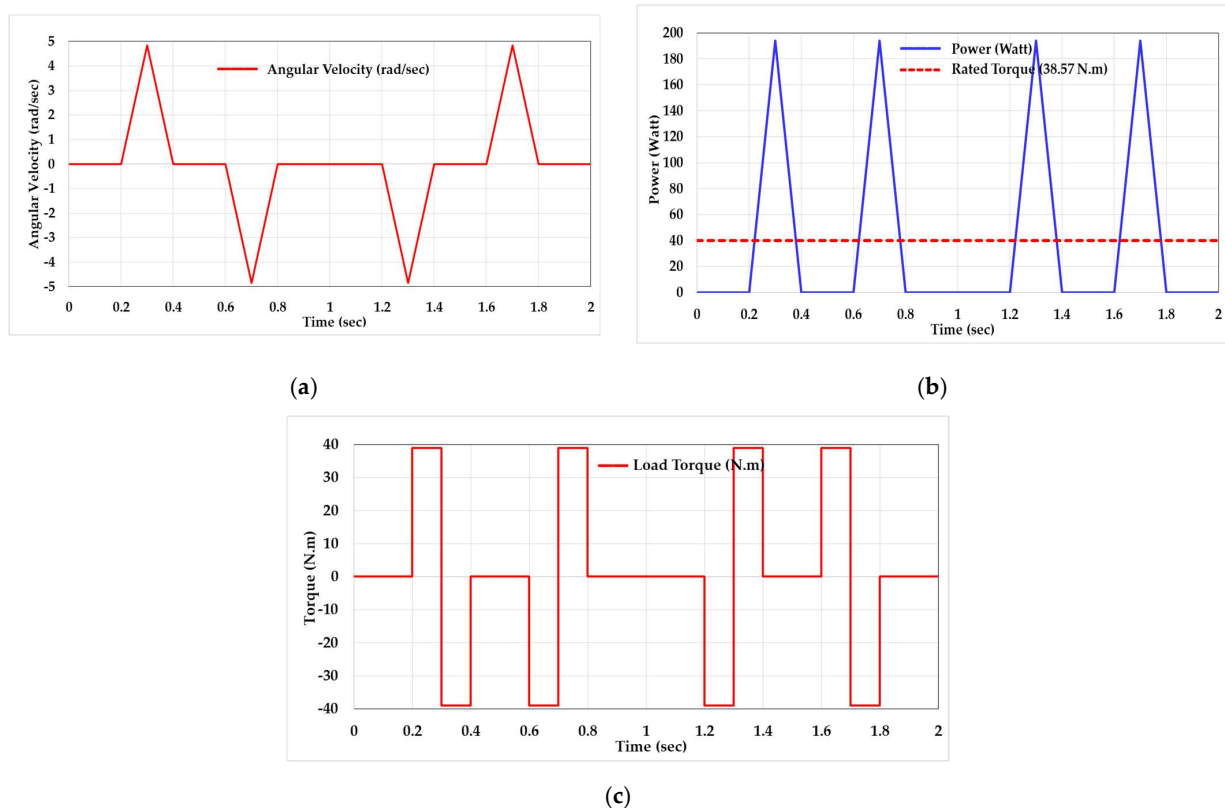 5
4
3
2
1
0
-1
-2
-3
-4
-5
Angular Velocity (rad/sec)
Angular Velocity (rad/sec)
0 0.2 0.4 0.6 0.8 1 1.2 1.4 1.6 1.8 2
Time (sec)
(a)
200
180
160
140
120
100
80
60
40
20
0
Power (Watt)
Power (Watt)
Rated Torque (38.57 N.m)
0 0.2 0.4 0.6 0.8 1 1.2 1.4 1.6 1.8 2
Time (sec)
(b)
40
30
20
10
0
-10
-20
-30
-40
Torque (N.m)
Load Torque (N.m)
0 0.2 0.4 0.6 0.8 1 1.2 1.4 1.6 1.8 2
Time (sec)
(c)